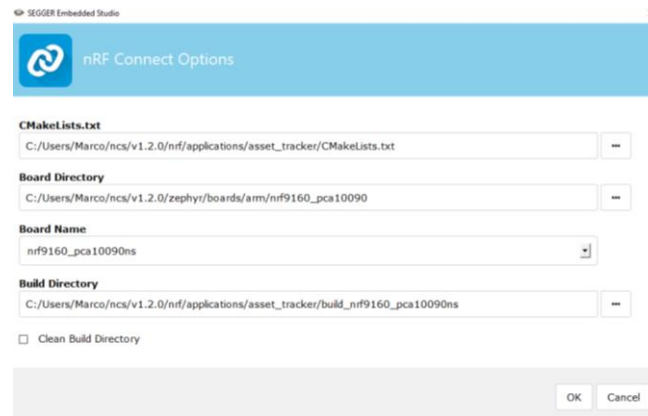 SEGGER Embedded Studio
nRF Connect Options
CMakeLists.txt
C:/Users/Marco/ncs/v1.2.0/nrf/applications/asset_tracker/CMakeLists.txt
...
Board Directory
C:/Users/Marco/ncs/v1.2.0/zephyr/boards/arm/nrf9160_pca10090
...
Board Name
nrf9160_pca10090ns
Build Directory
C:/Users/Marco/ncs/v1.2.0/nrf/applications/asset_tracker/build_nrf9160_pca10090ns
...
Clean Build Directory
OK Cancel